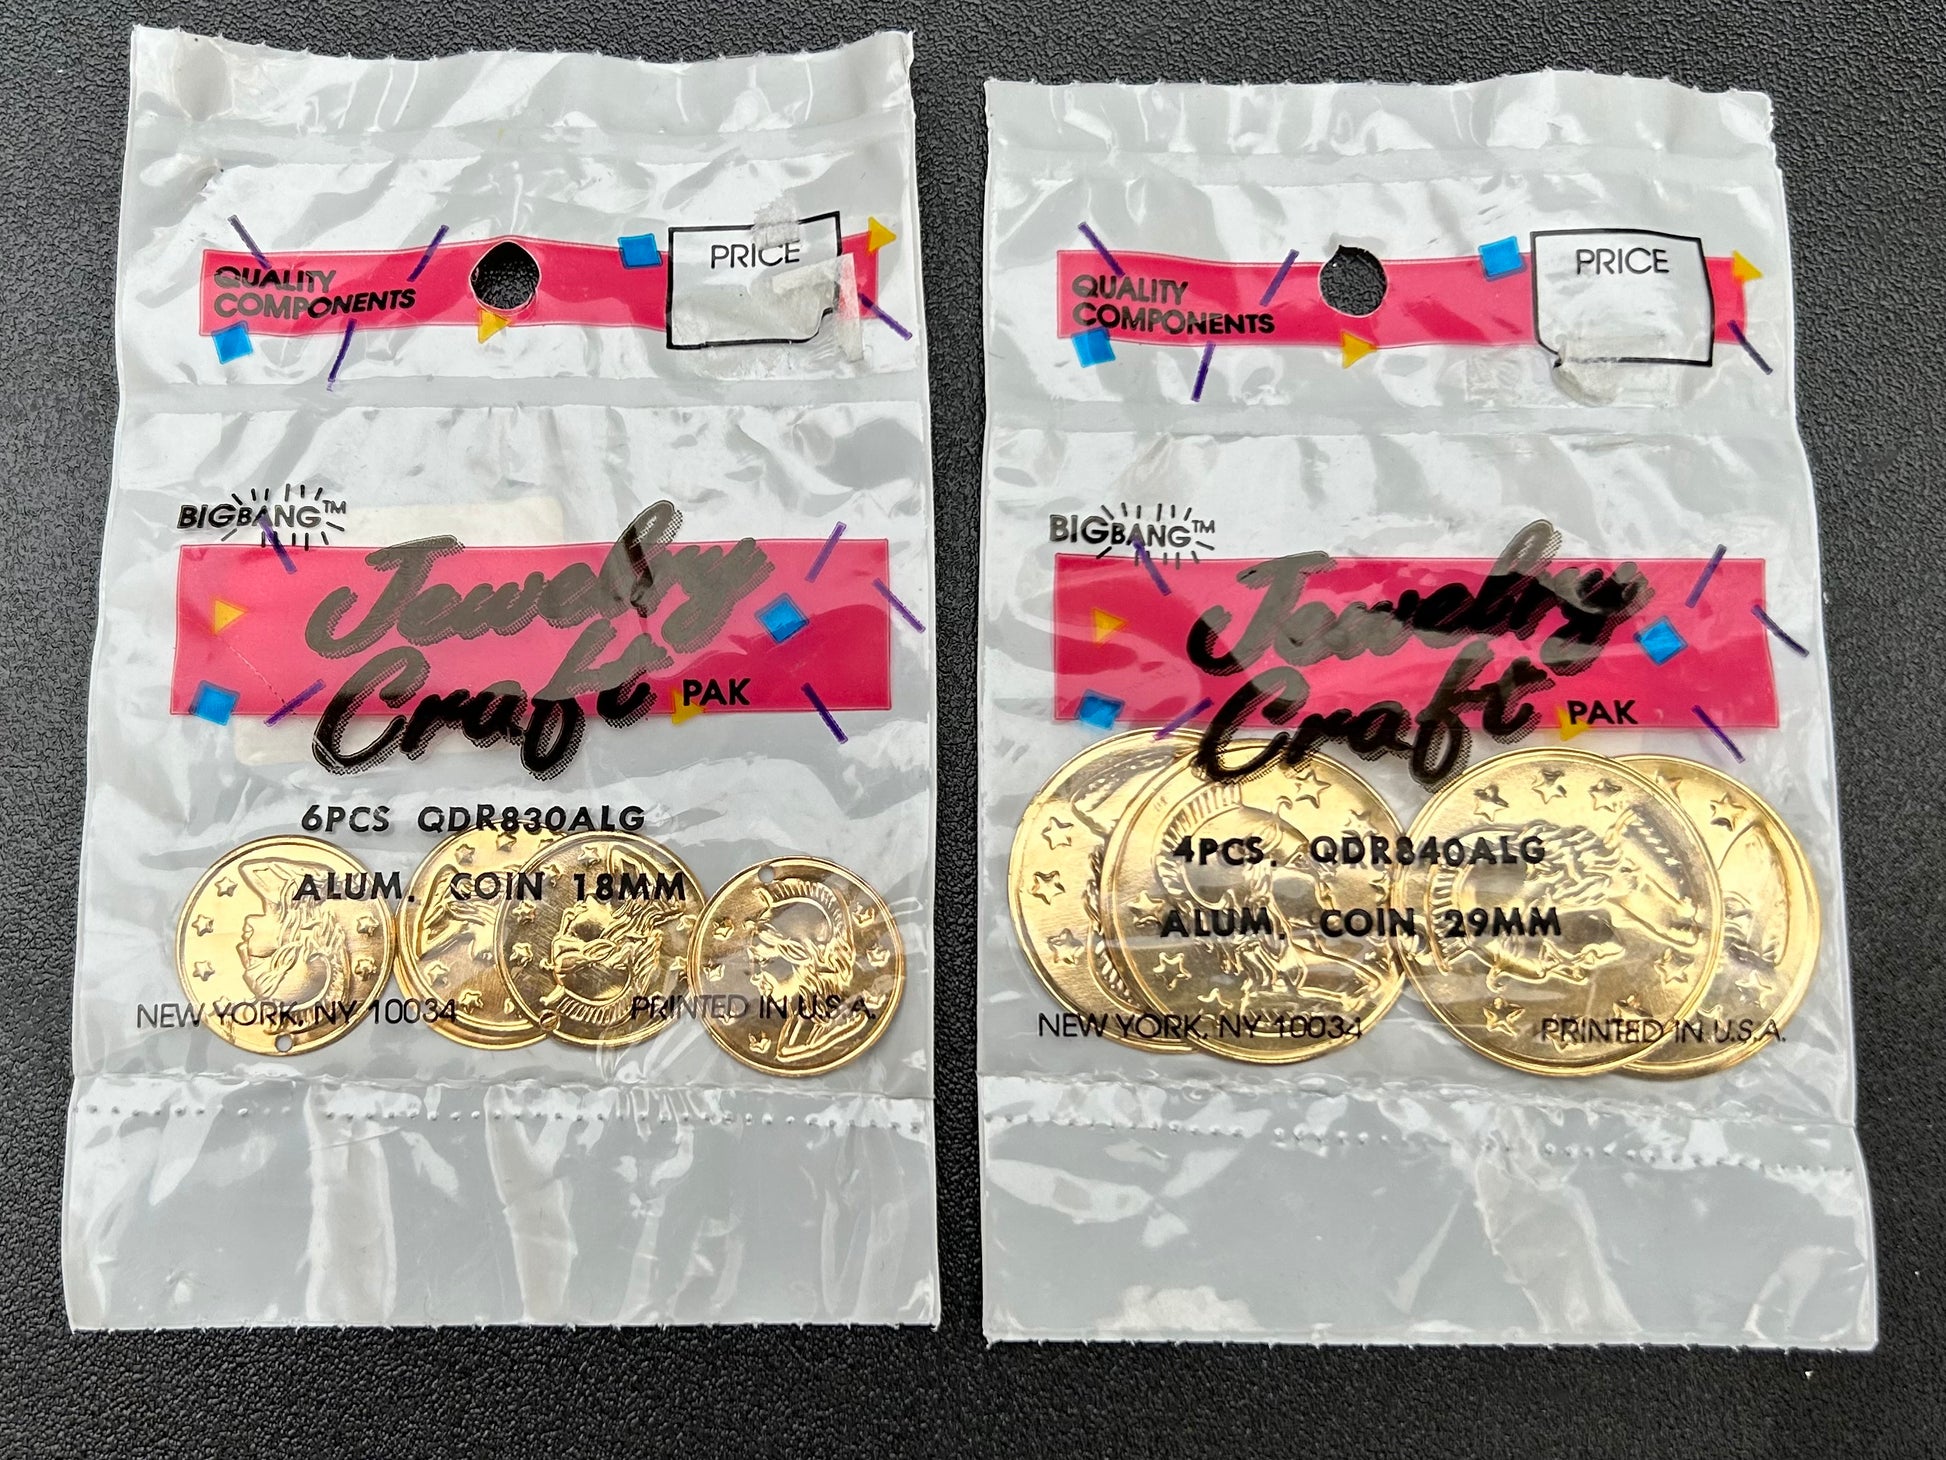 QUALITY
COMPONENTS
PRICE
BIGBANG™
Jewelry
Craft PAK
6PCS QDR830ALG
ALUM. COIN 18MM
NEW YORK, NY 10034 PRINTED IN U.S.A.
QUALITY
COMPONENTS
PRICE
BIGBANG™
Jewelry
Craft PAK
4PCS. QDR840ALG
ALUM. COIN 29MM
NEW YORK, NY 10034 PRINTED IN U.S.A.